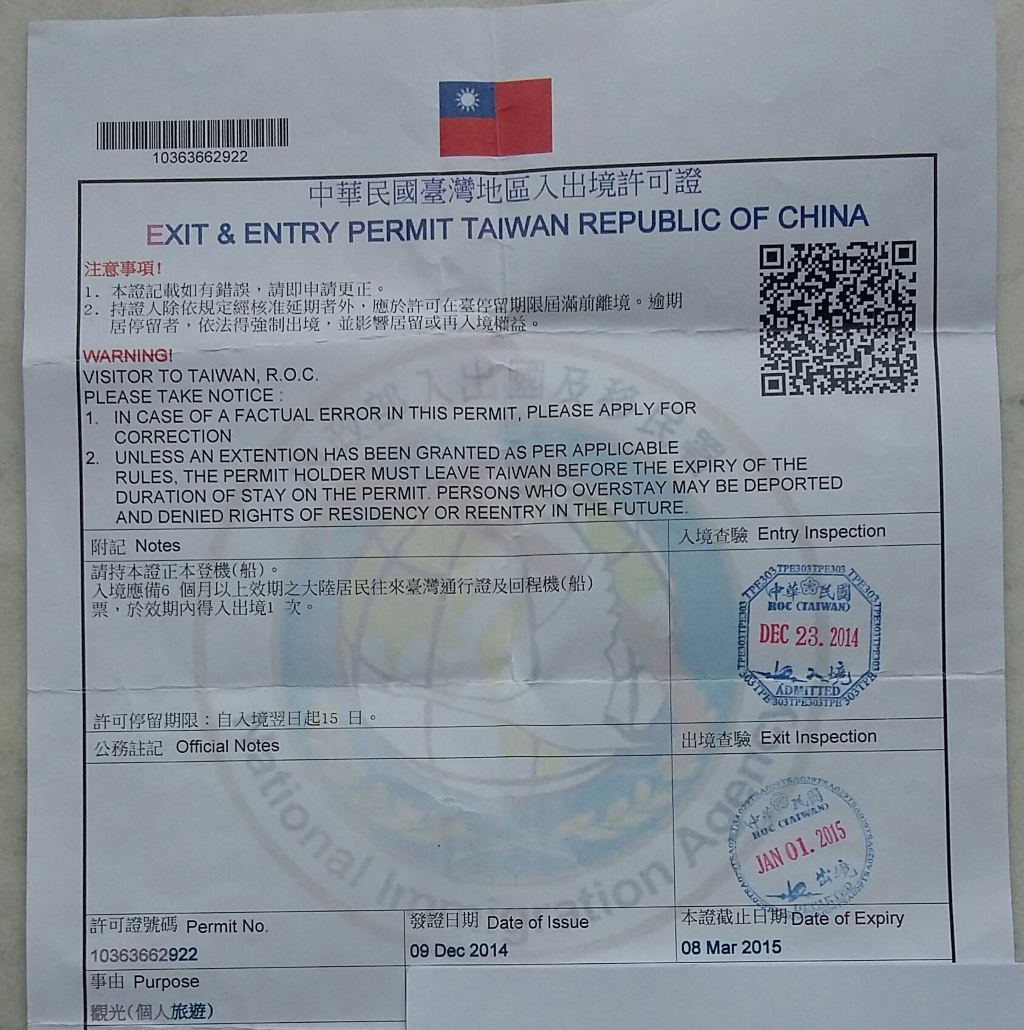 10363662922
中華民國臺灣地區入出境許可證
EXIT & ENTRY PERMIT TAIWAN REPUBLIC OF CHINA
注意事項!
1. 本證記載如有錯誤，請即申請更正。
2. 持證人除依規定經核准延期者外，應於許可在臺停留期限屆滿前離境。逾期
居停留者，依法得強制出境，並影響居留或再入境權益。
WARNING!
VISITOR TO TAIWAN, R.O.C.
PLEASE TAKE NOTICE :
1. IN CASE OF A FACTUAL ERROR IN THIS PERMIT, PLEASE APPLY FOR
CORRECTION
2. UNLESS AN EXTENTION HAS BEEN GRANTED AS PER APPLICABLE
RULES, THE PERMIT HOLDER MUST LEAVE TAIWAN BEFORE THE EXPIRY OF THE
DURATION OF STAY ON THE PERMIT. PERSONS WHO OVERSTAY MAY BE DEPORTED
AND DENIED RIGHTS OF RESIDENCY OR REENTRY IN THE FUTURE.
附記 Notes
入境查驗 Entry Inspection
請持本證正本登機(船)。
入境應備6 個月以上效期之大陸居民往來臺灣通行證及回程機(船)
票，於效期內得入出境1 次。
中華民國
ROC (TAIWAN)
DEC 23. 2014
入境
ADMITTED
許可停留期限：自入境翌日起15 日。
公務註記 Official Notes
出境查驗 Exit Inspection
中華民國
ROC (TAIWAN)
JAN 01. 2015
出境
National Immigration Agency
許可證號碼 Permit No.
發證日期 Date of Issue
本證截止日期 Date of Expiry
10363662922
09 Dec 2014
08 Mar 2015
事由 Purpose
觀光(個人旅遊)